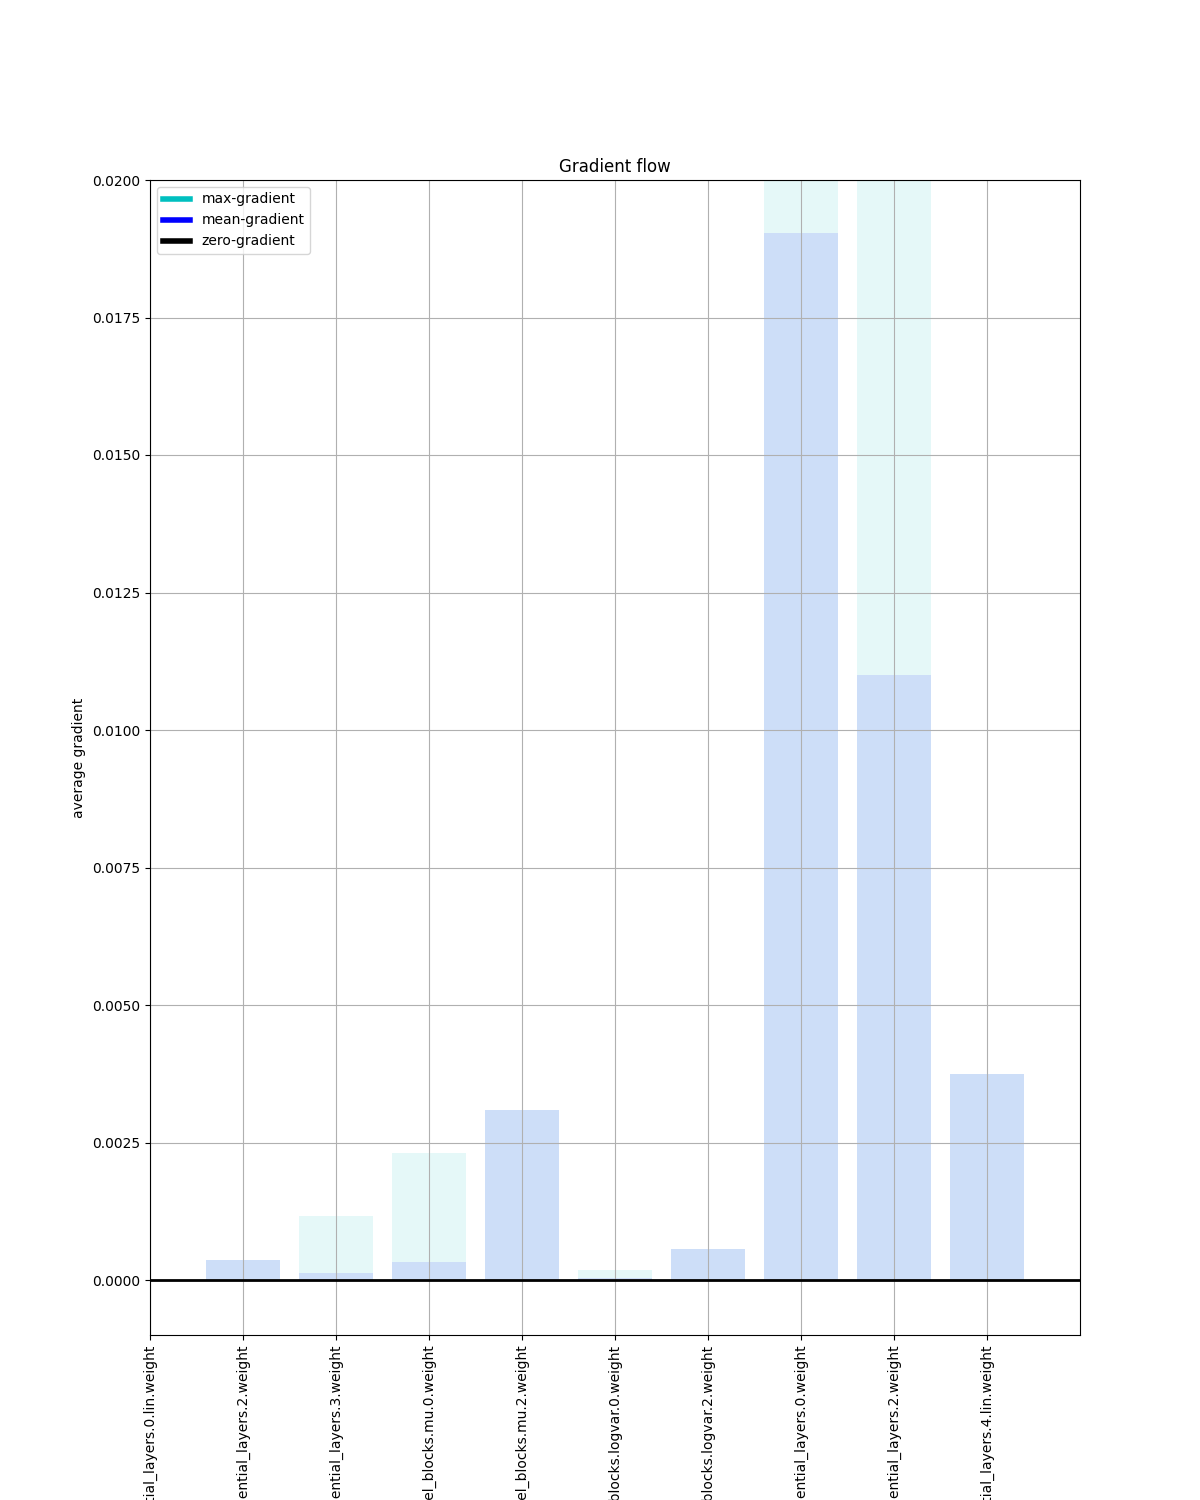 Gradient flow
max-gradient
mean-gradient
zero-gradient
0.0200
0.0175
0.0150
0.0125
0.0100
0.0075
0.0050
0.0025
0.0000
average gradient
tial_layers.0.lin.weight
ential_layers.2.weight
ential_layers.3.weight
el_blocks.mu.0.weight
el_blocks.mu.2.weight
blocks.logvar.0.weight
blocks.logvar.2.weight
ential_layers.0.weight
ential_layers.2.weight
tial_layers.4.lin.weight